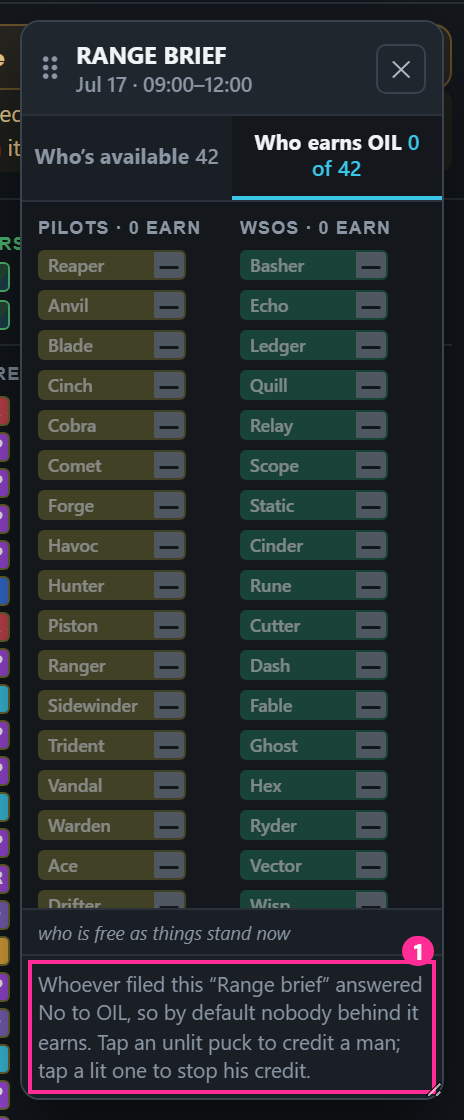 RANGE BRIEF
Jul 17 · 09:00–12:00
Who's available 42
Who earns OIL 0
of 42
PILOTS · 0 EARN
WSOS · 0 EARN
Reaper
Basher
Anvil
Echo
Blade
Ledger
Cinch
Quill
Cobra
Relay
Comet
Scope
Forge
Static
Havoc
Cinder
Hunter
Rune
Piston
Cutter
Ranger
Dash
Sidewinder
Fable
Trident
Ghost
Vandal
Hex
Warden
Ryder
Ace
Vector
Drifter
Wisp
who is free as things stand now
1
Whoever filed this “Range brief” answered
No to OIL, so by default nobody behind it
earns. Tap an unlit puck to credit a man;
tap a lit one to stop his credit.